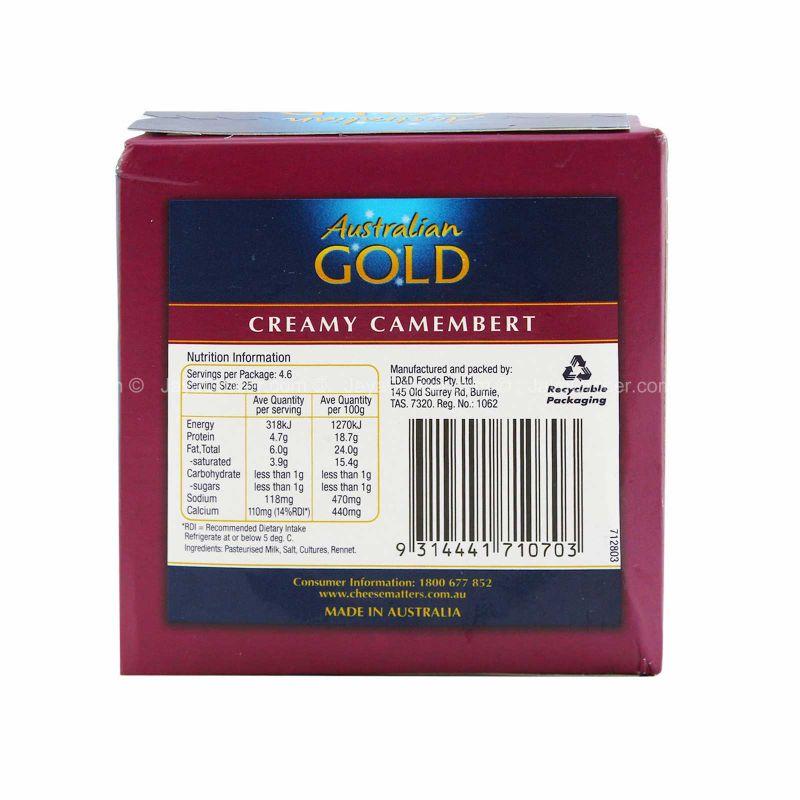 Australian
GOLD
Australian
GOLD
CREAMY CAMEMBERT
Nutrition Information
Servings per Package: 4.6
Serving Size: 25g
Ave Quantity per serving Ave Quantity per 100g
Energy 318kJ 1270kJ
Protein 4.7g 18.7g
Fat,Total 6.0g 24.0g
-saturated 3.9g 15.4g
Carbohydrate less than 1g less than 1g
-sugars less than 1g less than 1g
Sodium 118mg 470mg
Calcium 110mg (14%RDI*) 440mg
*RDI = Recommended Dietary Intake
Refrigerate at or below 5 deg. C.
Ingredients: Pasteurised Milk, Salt, Cultures, Rennet.
Manufactured and packed by:
LD&D Foods Pty. Ltd.
145 Old Surrey Rd, Burnie,
TAS. 7320. Reg. No.: 1062
Recyclable
Packaging
9 314441 710703
712803
Consumer Information: 1800 677 852
www.cheesematters.com.au
MADE IN AUSTRALIA